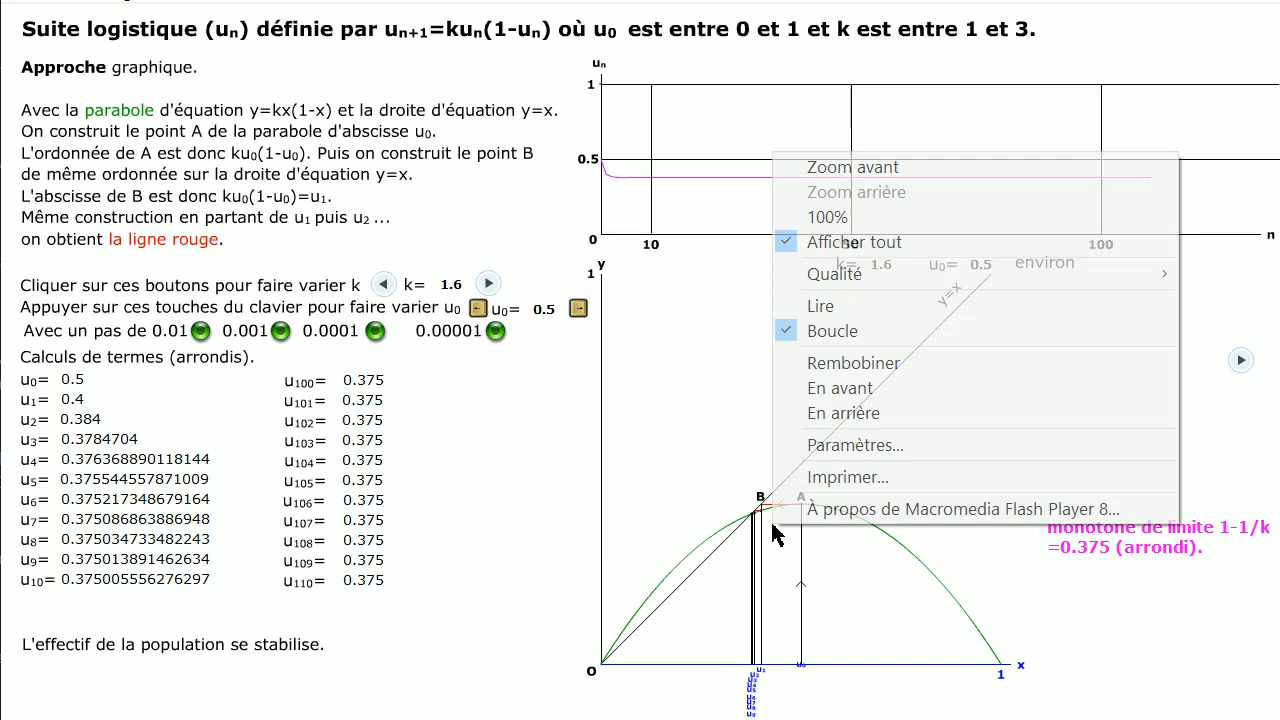 Suite logistique (un) définie par un+1=kun(1-un) où u0 est entre 0 et 1 et k est entre 1 et 3.
Approche graphique.
Avec la parabole d'équation y=kx(1-x) et la droite d'équation y=x.
On construit le point A de la parabole d'abscisse u0.
L'ordonnée de A est donc ku0(1-u0). Puis on construit le point B
de même ordonnée sur la droite d'équation y=x.
L'abscisse de B est donc ku0(1-u0)=u1.
Même construction en partant de u1 puis u2 ...
on obtient la ligne rouge.
Cliquer sur ces boutons pour faire varier k k= 1.6
Appuyer sur ces touches du clavier pour faire varier u0 u0= 0.5
Avec un pas de 0.01 0.001 0.0001 0.00001
Calculs de termes (arrondis).
u0= 0.5
u1= 0.4
u2= 0.384
u3= 0.3784704
u4= 0.376368890118144
u5= 0.375544557871009
u6= 0.375217348679164
u7= 0.375086863886948
u8= 0.375034733482243
u9= 0.375013891462634
u10= 0.375005556276297
u100= 0.375
u101= 0.375
u102= 0.375
u103= 0.375
u104= 0.375
u105= 0.375
u106= 0.375
u107= 0.375
u108= 0.375
u109= 0.375
u110= 0.375
L'effectif de la population se stabilise.
un
1
0.5
0
10
50
100
n
k= 1.6 u0= 0.5 environ
y
1
y=x
Zoom avant
Zoom arrière
100%
Afficher tout
Qualité
Lire
Boucle
Rembobiner
En avant
En arrière
Paramètres...
Imprimer...
À propos de Macromedia Flash Player 8...
B
A
monotone de limite 1-1/k
=0.375 (arrondi).
O
u1
u0
1
x